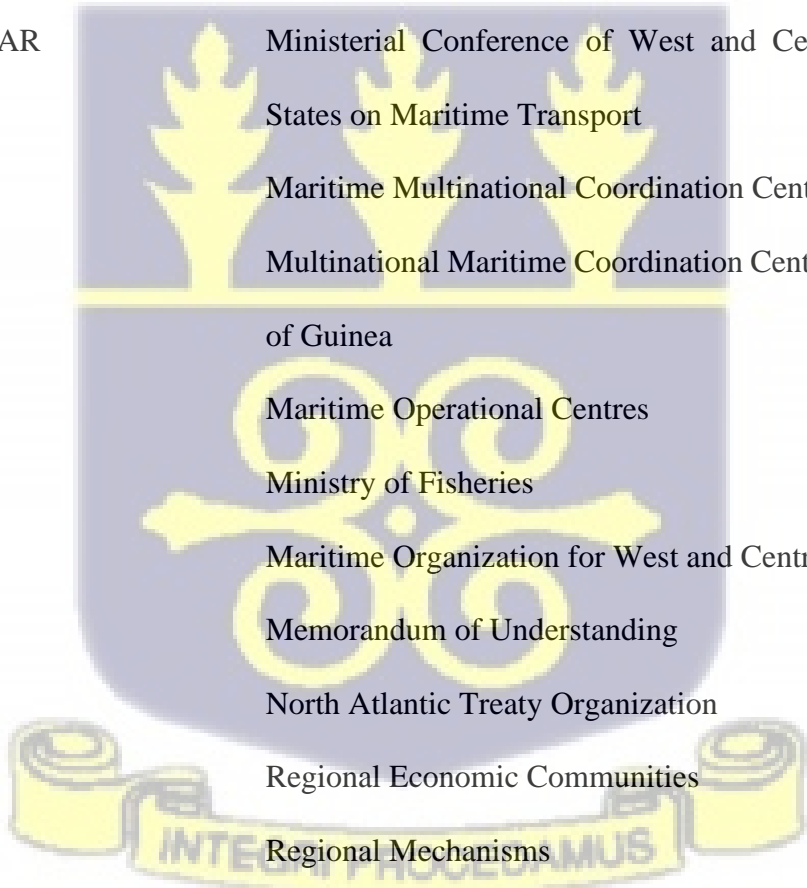 AR Ministerial Conference of West and Ce
States on Maritime Transport
Maritime Multinational Coordination Cent
Multinational Maritime Coordination Cent
of Guinea
Maritime Operational Centres
Ministry of Fisheries
Maritime Organization for West and Centr
Memorandum of Understanding
North Atlantic Treaty Organization
Regional Economic Communities
INTEGRI PROCEDAMUS
Regional Mechanisms